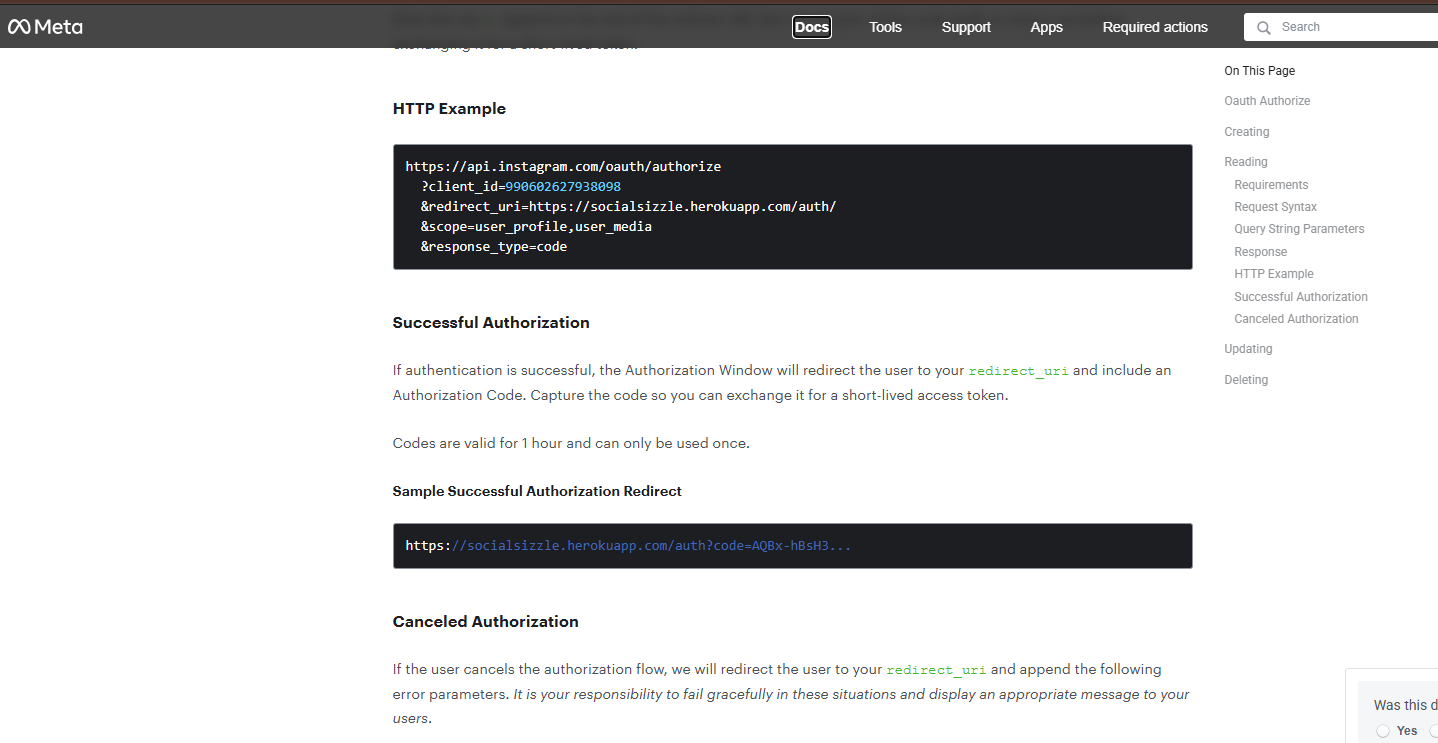 Meta
Docs
Tools
Support
Apps
Required actions
Search
HTTP Example
https://api.instagram.com/oauth/authorize
?client_id=990602627938098
&redirect_uri=https://socialsizzle.herokuapp.com/auth/
&scope=user_profile,user_media
&response_type=code
Successful Authorization
If authentication is successful, the Authorization Window will redirect the user to your redirect_uri and include an
Authorization Code. Capture the code so you can exchange it for a short-lived access token.
Codes are valid for 1 hour and can only be used once.
Sample Successful Authorization Redirect
https://socialsizzle.herokuapp.com/auth?code=AQBx-hBsH3...
Canceled Authorization
If the user cancels the authorization flow, we will redirect the user to your redirect_uri and append the following
error parameters. It is your responsibility to fail gracefully in these situations and display an appropriate message to your
users.
On This Page
Oauth Authorize
Creating
Reading
Requirements
Request Syntax
Query String Parameters
Response
HTTP Example
Successful Authorization
Canceled Authorization
Updating
Deleting
Was this d
Yes